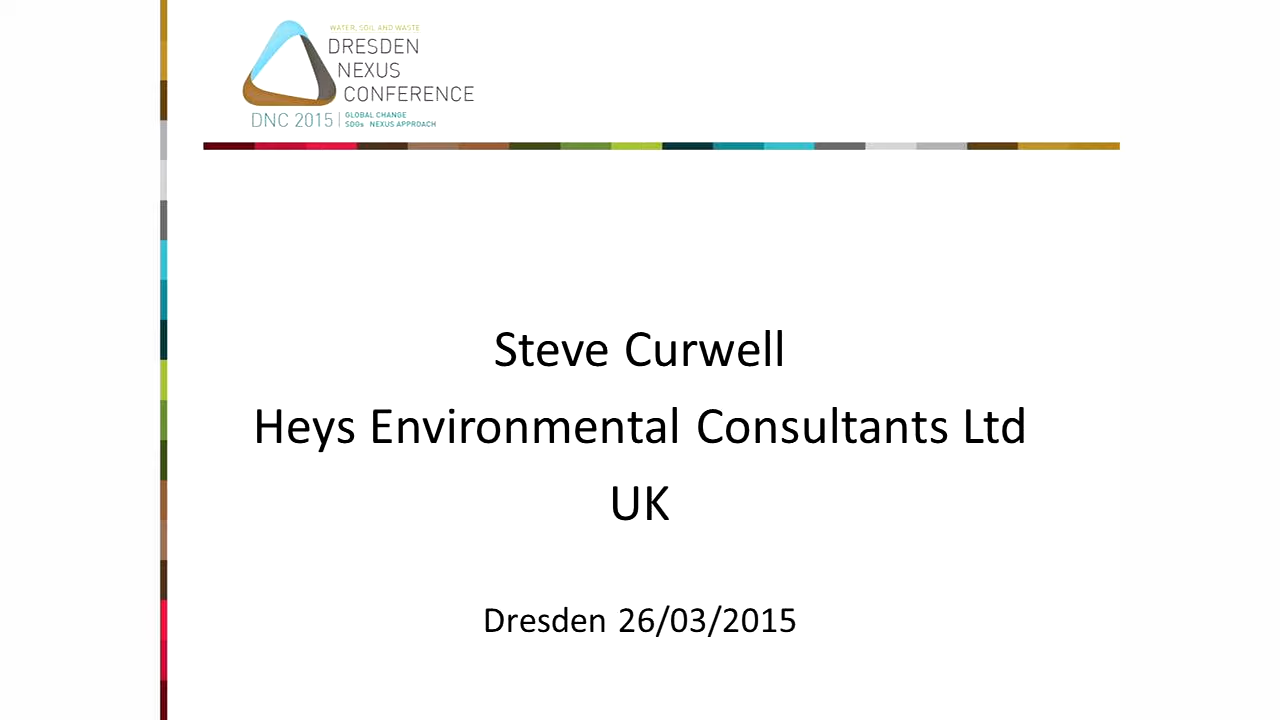 WATER, SOIL AND WASTE
DRESDEN
NEXUS
CONFERENCE
DNC 2015 | GLOBAL CHANGE
SDGs NEXUS APPROACH
Steve Curwell
Heys Environmental Consultants Ltd
UK
Dresden 26/03/2015